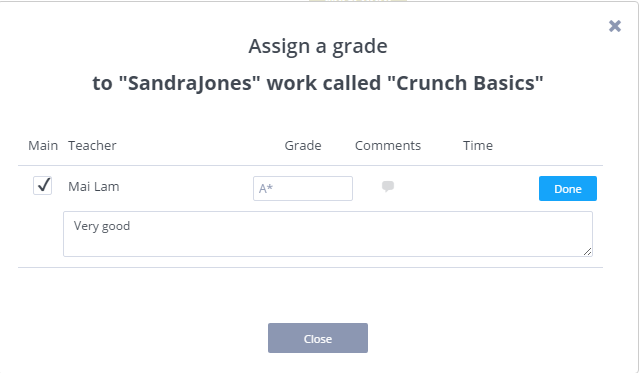 Assign a grade
to "SandraJones" work called "Crunch Basics"
Main Teacher Grade Comments Time
Mai Lam A* Done
Very good
Close